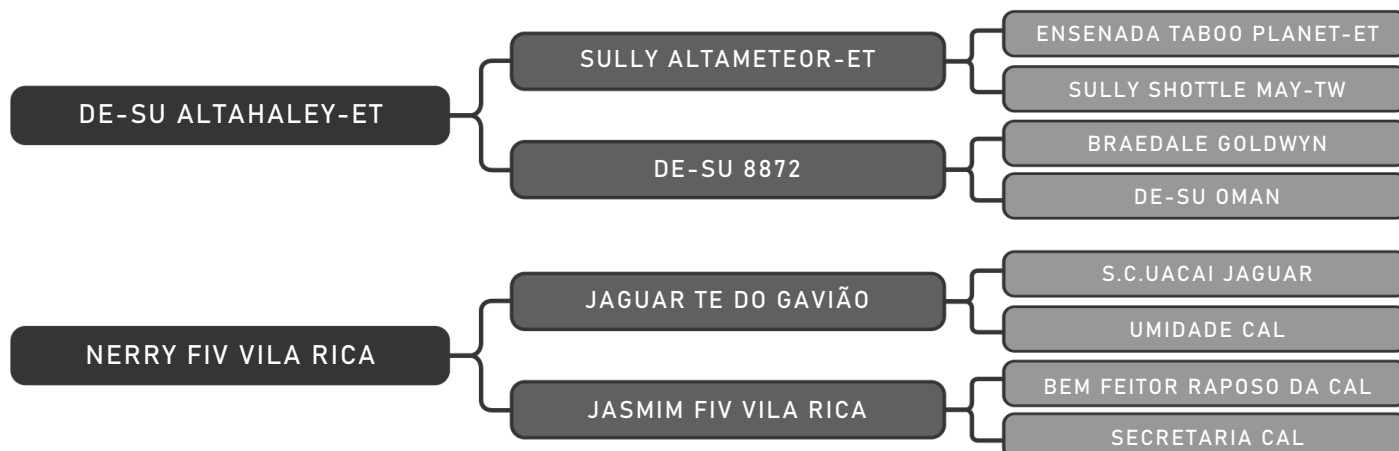 DE-SU ALTAHALEY-ET
SULLY ALTAMETEOR-ET
ENSENADA TABOO PLANET-ET
SULLY SHOTTLE MAY-TW
DE-SU 8872
BRAEDALE GOLDWYN
DE-SU OMAN
NERRY FIV VILA RICA
JAGUAR TE DO GAVIÃO
S.C.UACAI JAGUAR
UMIDADE CAL
JASMIM FIV VILA RICA
BEM FEITOR RAPOSO DA CAL
SECRETARIA CAL